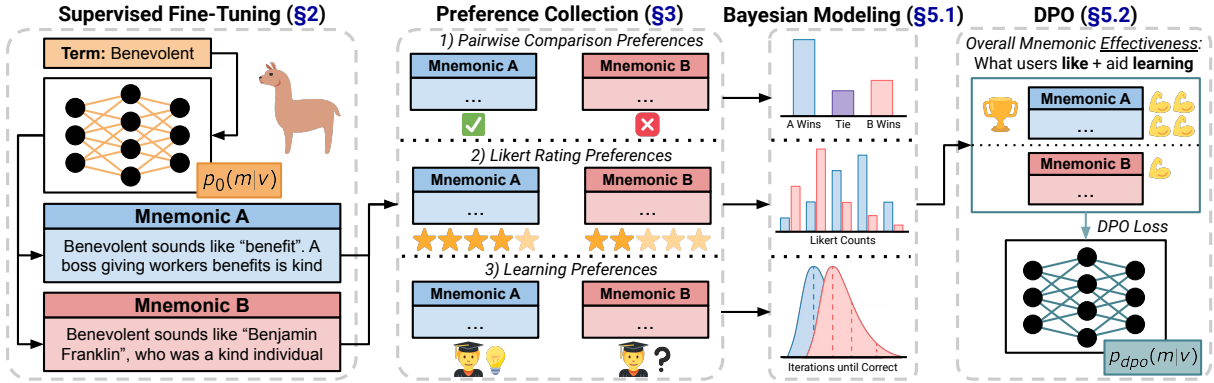 Supervised Fine-Tuning (§2)
Term: Benevolent
p₀(m|v)
Mnemonic A
Benevolent sounds like “benefit”. A
boss giving workers benefits is kind
Mnemonic B
Benevolent sounds like “Benjamin
Franklin”, who was a kind individual
Preference Collection (§3)
1) Pairwise Comparison Preferences
Mnemonic A
...
Mnemonic B
...
2) Likert Rating Preferences
Mnemonic A
...
Mnemonic B
...
3) Learning Preferences
Mnemonic A
...
Mnemonic B
...
?
Bayesian Modeling (§5.1)
A Wins Tie B Wins
Likert Counts
Iterations until Correct
DPO (§5.2)
Overall Mnemonic Effectiveness:
What users like + aid learning
Mnemonic A
...
Mnemonic B
...
DPO Loss
p_dpo(m|v)